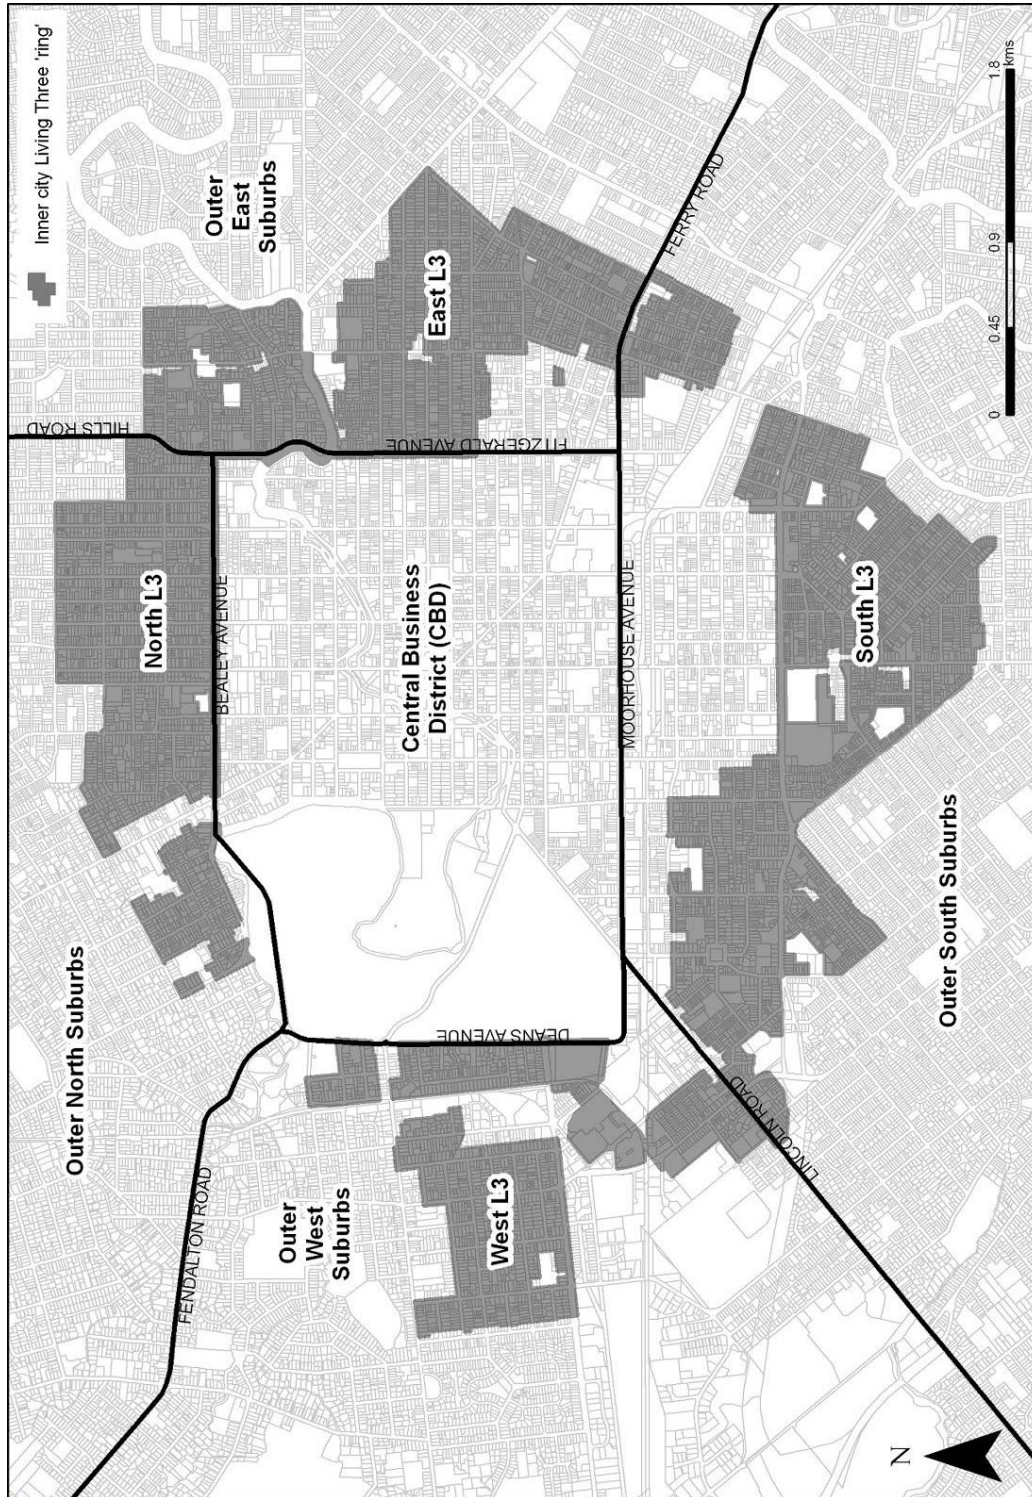 Inner city Living Three 'ring'
Outer North Suburbs
FENDALTON ROAD
North L3
HILLS ROAD
BEALEY AVENUE
Outer
East
Suburbs
Outer
West
Suburbs
Central Business
District (CBD)
East L3
FITZGERALD AVENUE
DEANS AVENUE
West L3
MOORHOUSE AVENUE
FERRY ROAD
LINCOLN ROAD
South L3
Outer South Suburbs
N
0 0.45 0.9 1.8
kms